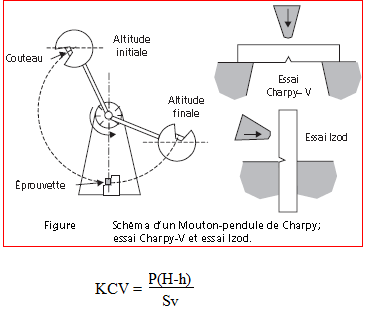 Couteau
Altitude
initiale
Altitude
finale
Éprouvette
Essai
Charpy–V
Essai Izod
Figure Schéma d'un Mouton-pendule de Charpy;
essai Charpy-V et essai Izod.
KCV = P(H-h)
Sv